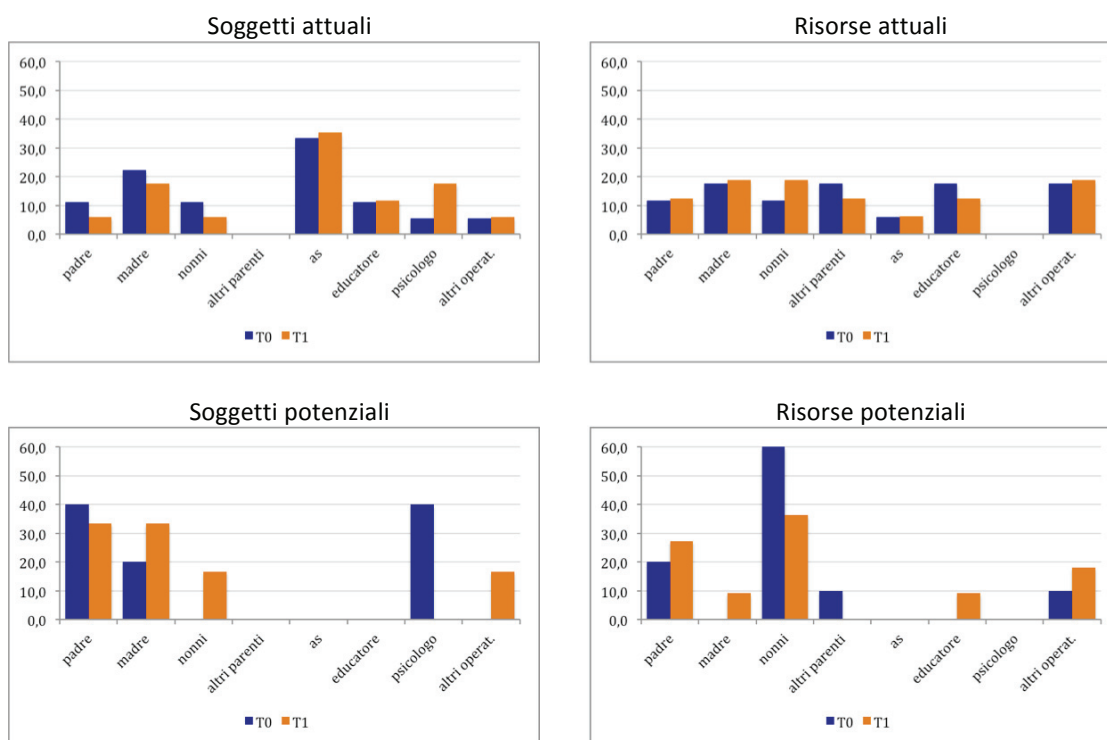 Soggetti attuali
60,0
50,0
40,0
30,0
20,0
10,0
0,0
padre
madre
nonni
altri parenti
as
educatore
psicologo
altri operat.
T0 T1
Risorse attuali
60,0
50,0
40,0
30,0
20,0
10,0
0,0
padre
madre
nonni
altri parenti
as
educatore
psicologo
altri operat.
T0 T1
Soggetti potenziali
60,0
50,0
40,0
30,0
20,0
10,0
0,0
padre
madre
nonni
altri parenti
as
educatore
psicologo
altri operat.
T0 T1
Risorse potenziali
60,0
50,0
40,0
30,0
20,0
10,0
0,0
padre
madre
nonni
altri parenti
as
educatore
psicologo
altri operat.
T0 T1